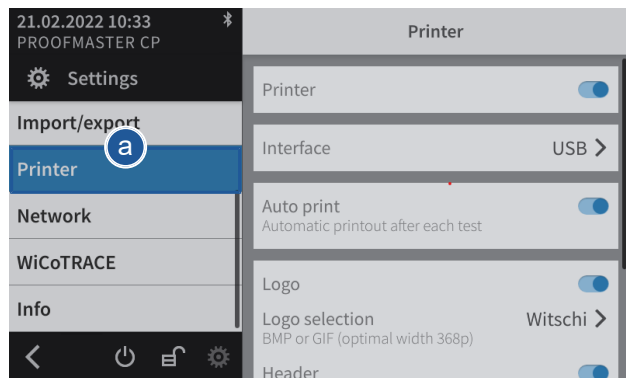 21.02.2022 10:33
PROOFMASTER CP
Settings
Import/export
a
Printer
Network
WiCoTRACE
Info
Printer
Printer
Interface USB
Auto print
Automatic printout after each test
Logo
Logo selection Witschi
BMP or GIF (optimal width 368p)
Header